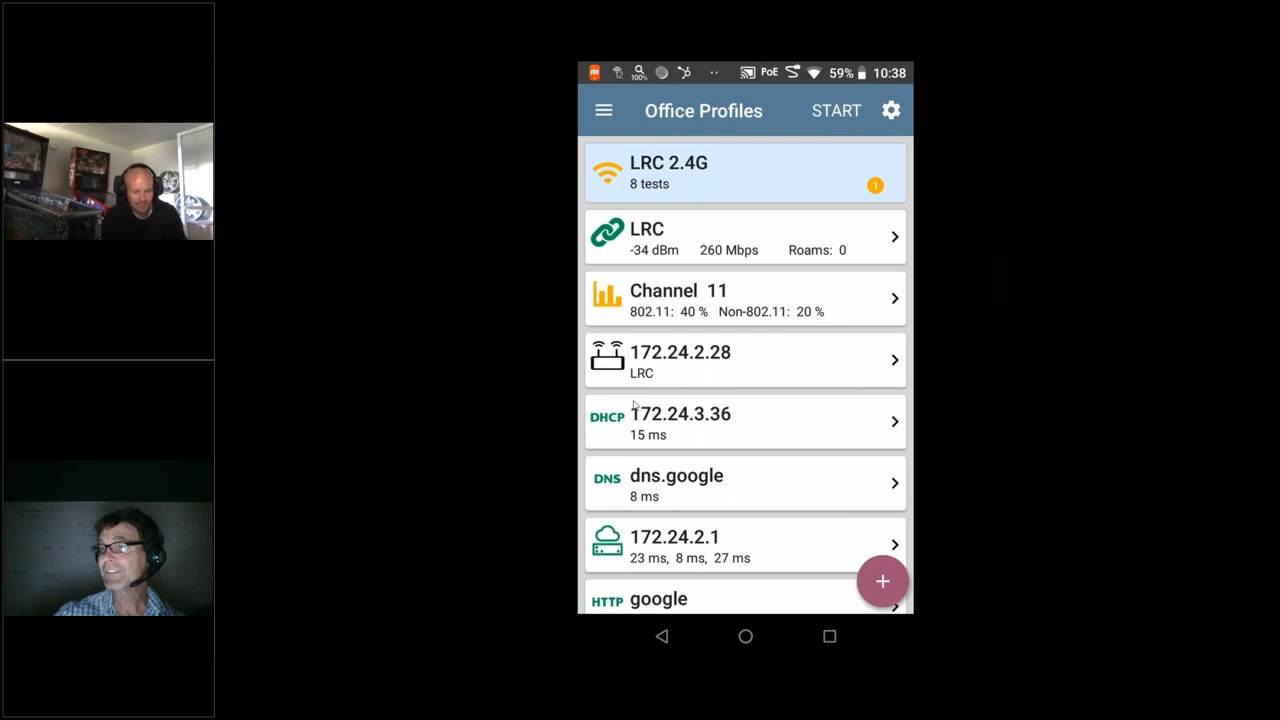 100%
PoE
59%
10:38
Office Profiles
START
LRC 2.4G
8 tests
1
LRC
-34 dBm 260 Mbps Roams: 0
Channel 11
802.11: 40 % Non-802.11: 20 %
172.24.2.28
LRC
DHCP
172.24.3.36
15 ms
DNS
dns.google
8 ms
172.24.2.1
23 ms, 8 ms, 27 ms
+
HTTP
google